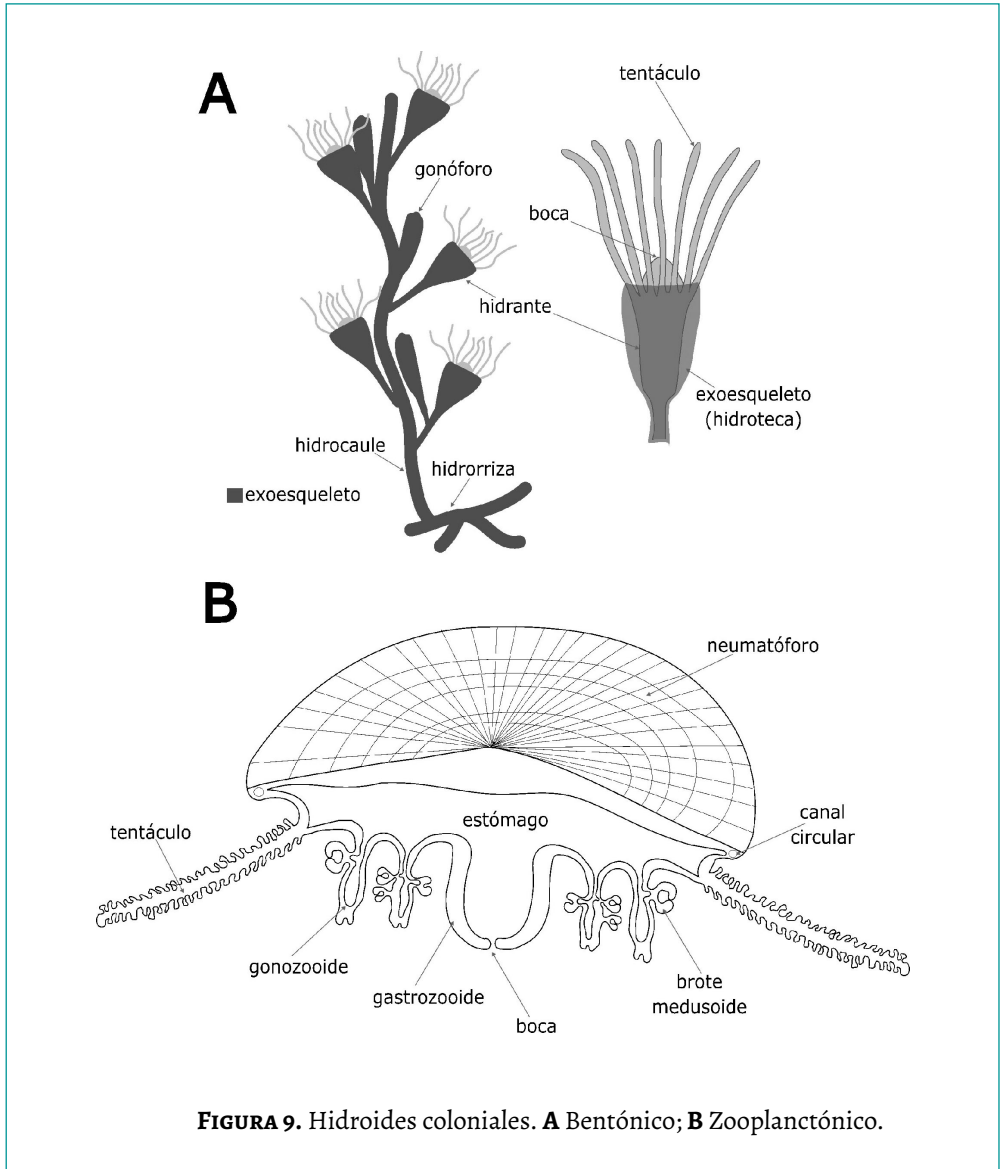 A
tentáculo
gonóforo
boca
hidrante
exoesqueleto
(hidroteca)
hidrocaule
hidrorriza
exoesqueleto
B
neumatóforo
canal
circular
estómago
tentáculo
gonozooide
gastrozooide
boca
brote
medusoide
FIGURA 9. Hidroides coloniales. A Bentónico; B Zooplanctónico.